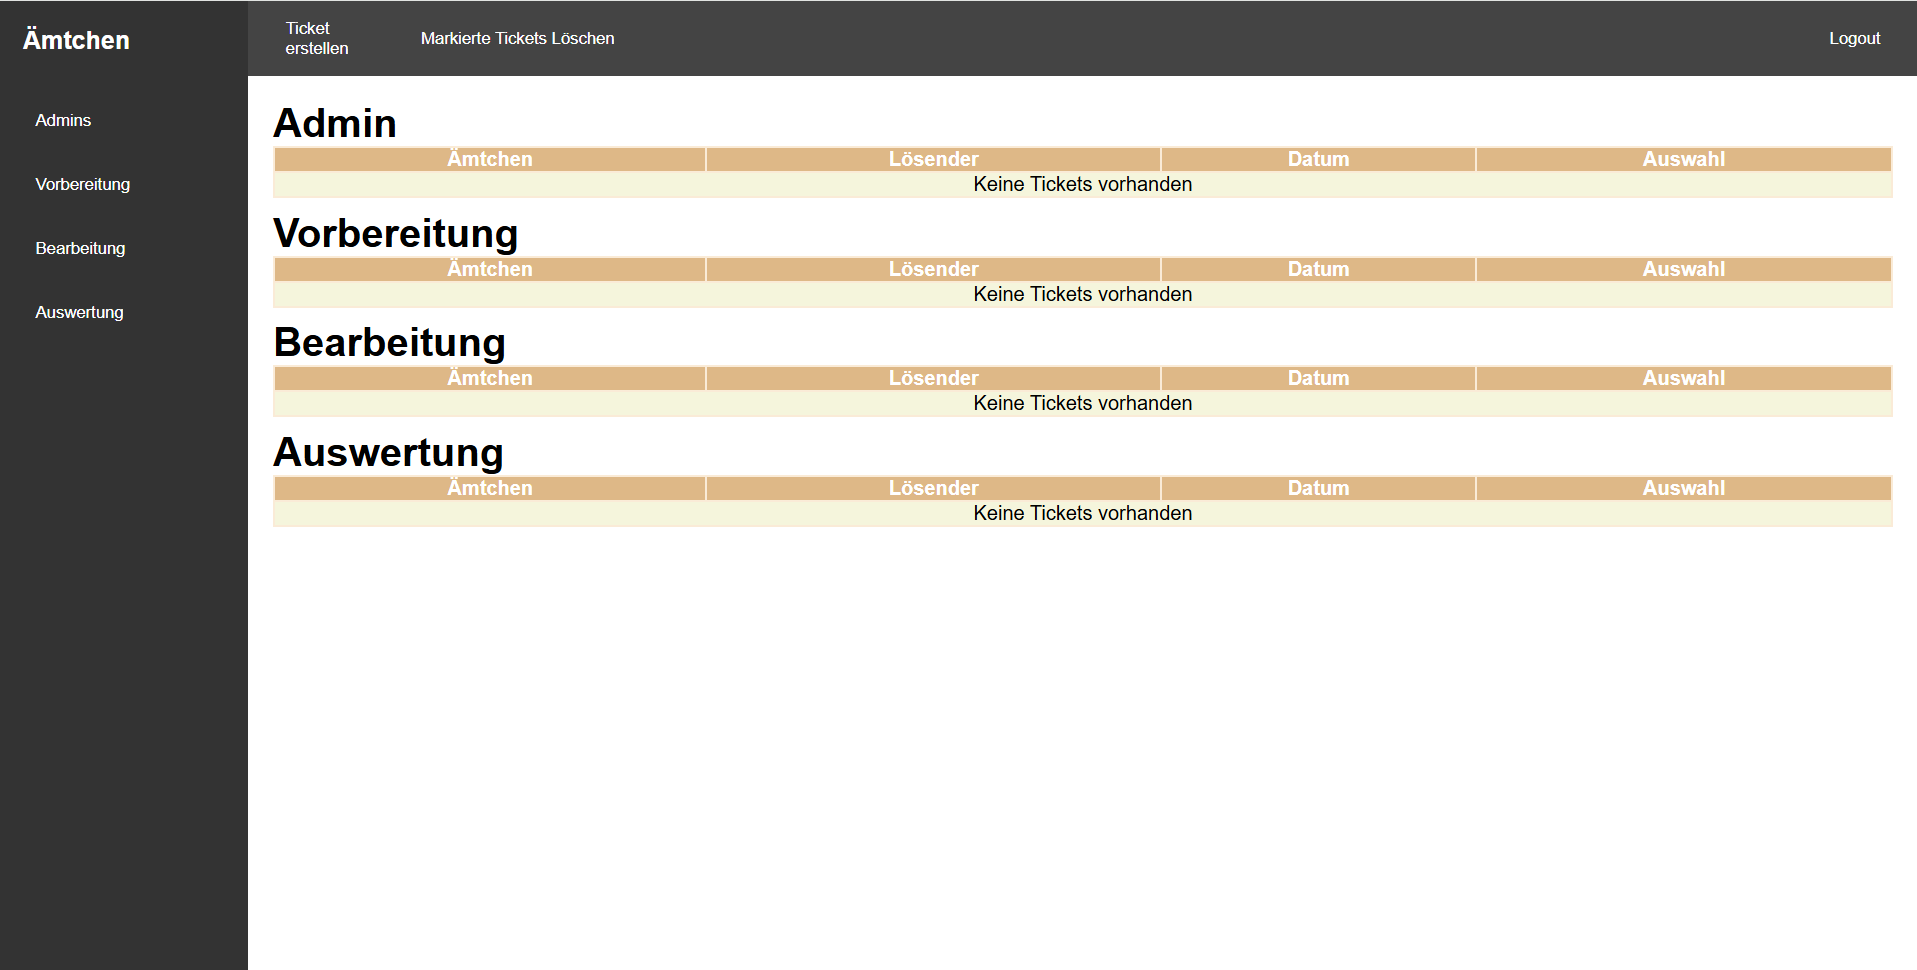 Ämtchen
Admins
Vorbereitung
Bearbeitung
Auswertung
Ticket
erstellen
Markierte Tickets Löschen
Logout
Admin
Ämtchen Lösender Datum Auswahl
Keine Tickets vorhanden
Vorbereitung
Ämtchen Lösender Datum Auswahl
Keine Tickets vorhanden
Bearbeitung
Ämtchen Lösender Datum Auswahl
Keine Tickets vorhanden
Auswertung
Ämtchen Lösender Datum Auswahl
Keine Tickets vorhanden